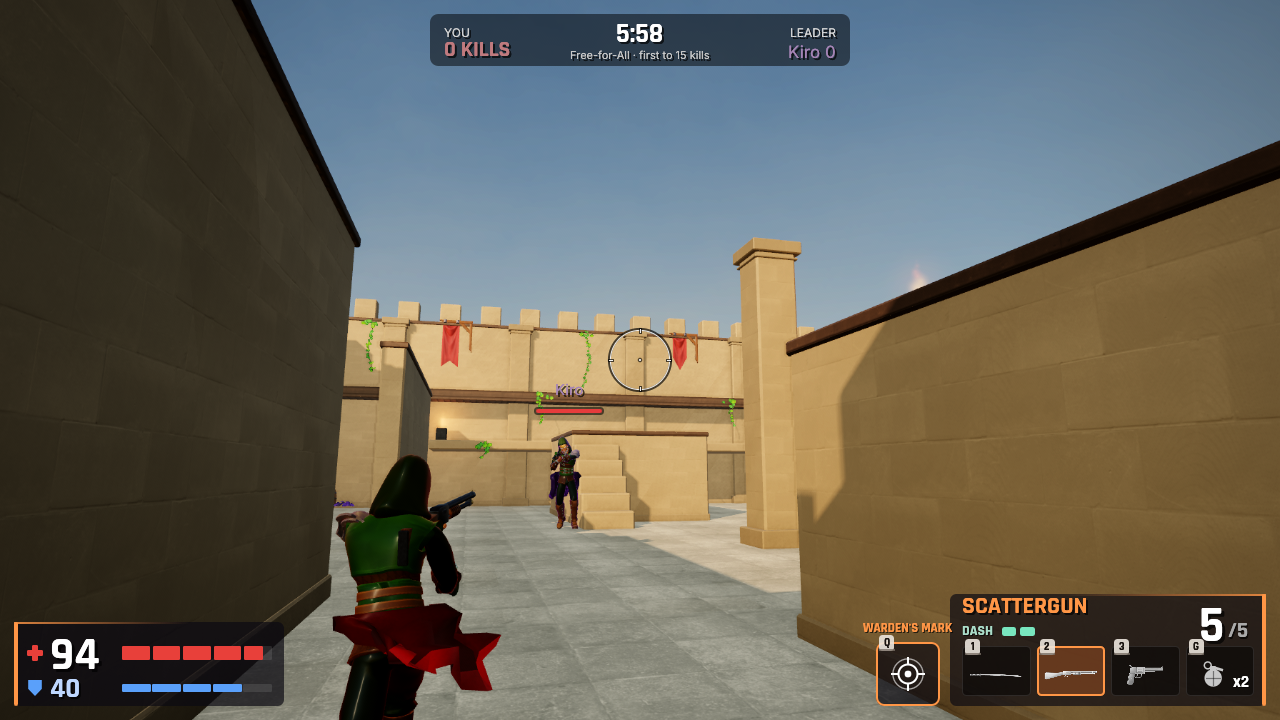 YOU
0 KILLS
5:58
Free-for-All · first to 15 kills
LEADER
Kiro 0
Kiro
94
40
WARDEN'S MARK
Q
SCATTERGUN
DASH
5/5
1
2
3
G
x2